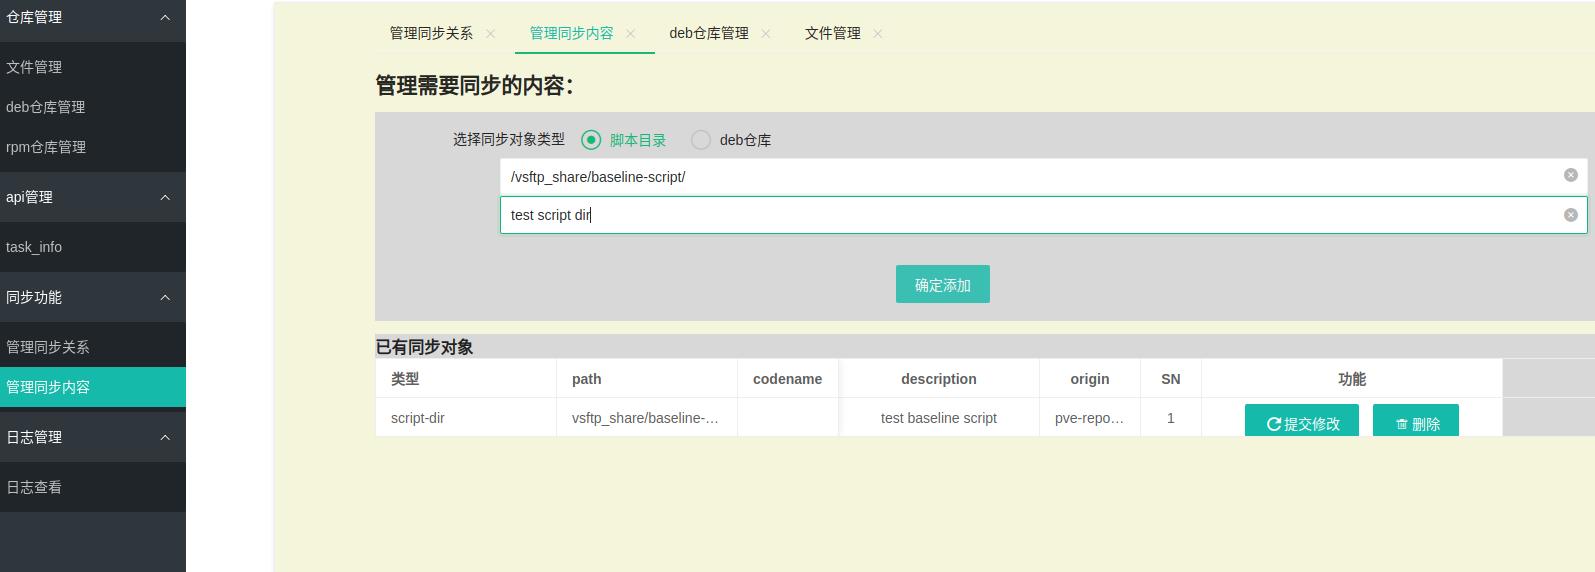 仓库管理
文件管理
deb仓库管理
rpm仓库管理
api管理
task_info
同步功能
管理同步关系
管理同步内容
日志管理
日志查看
管理同步关系 管理同步内容 deb仓库管理 文件管理
管理需要同步的内容：
选择同步对象类型 脚本目录 deb仓库
/vsftp_share/baseline-script/
test script dir
确定添加
已有同步对象
类型 path codename description origin SN 功能
script-dir vsftp_share/baseline-... test baseline script pve-repo... 1 提交修改 删除